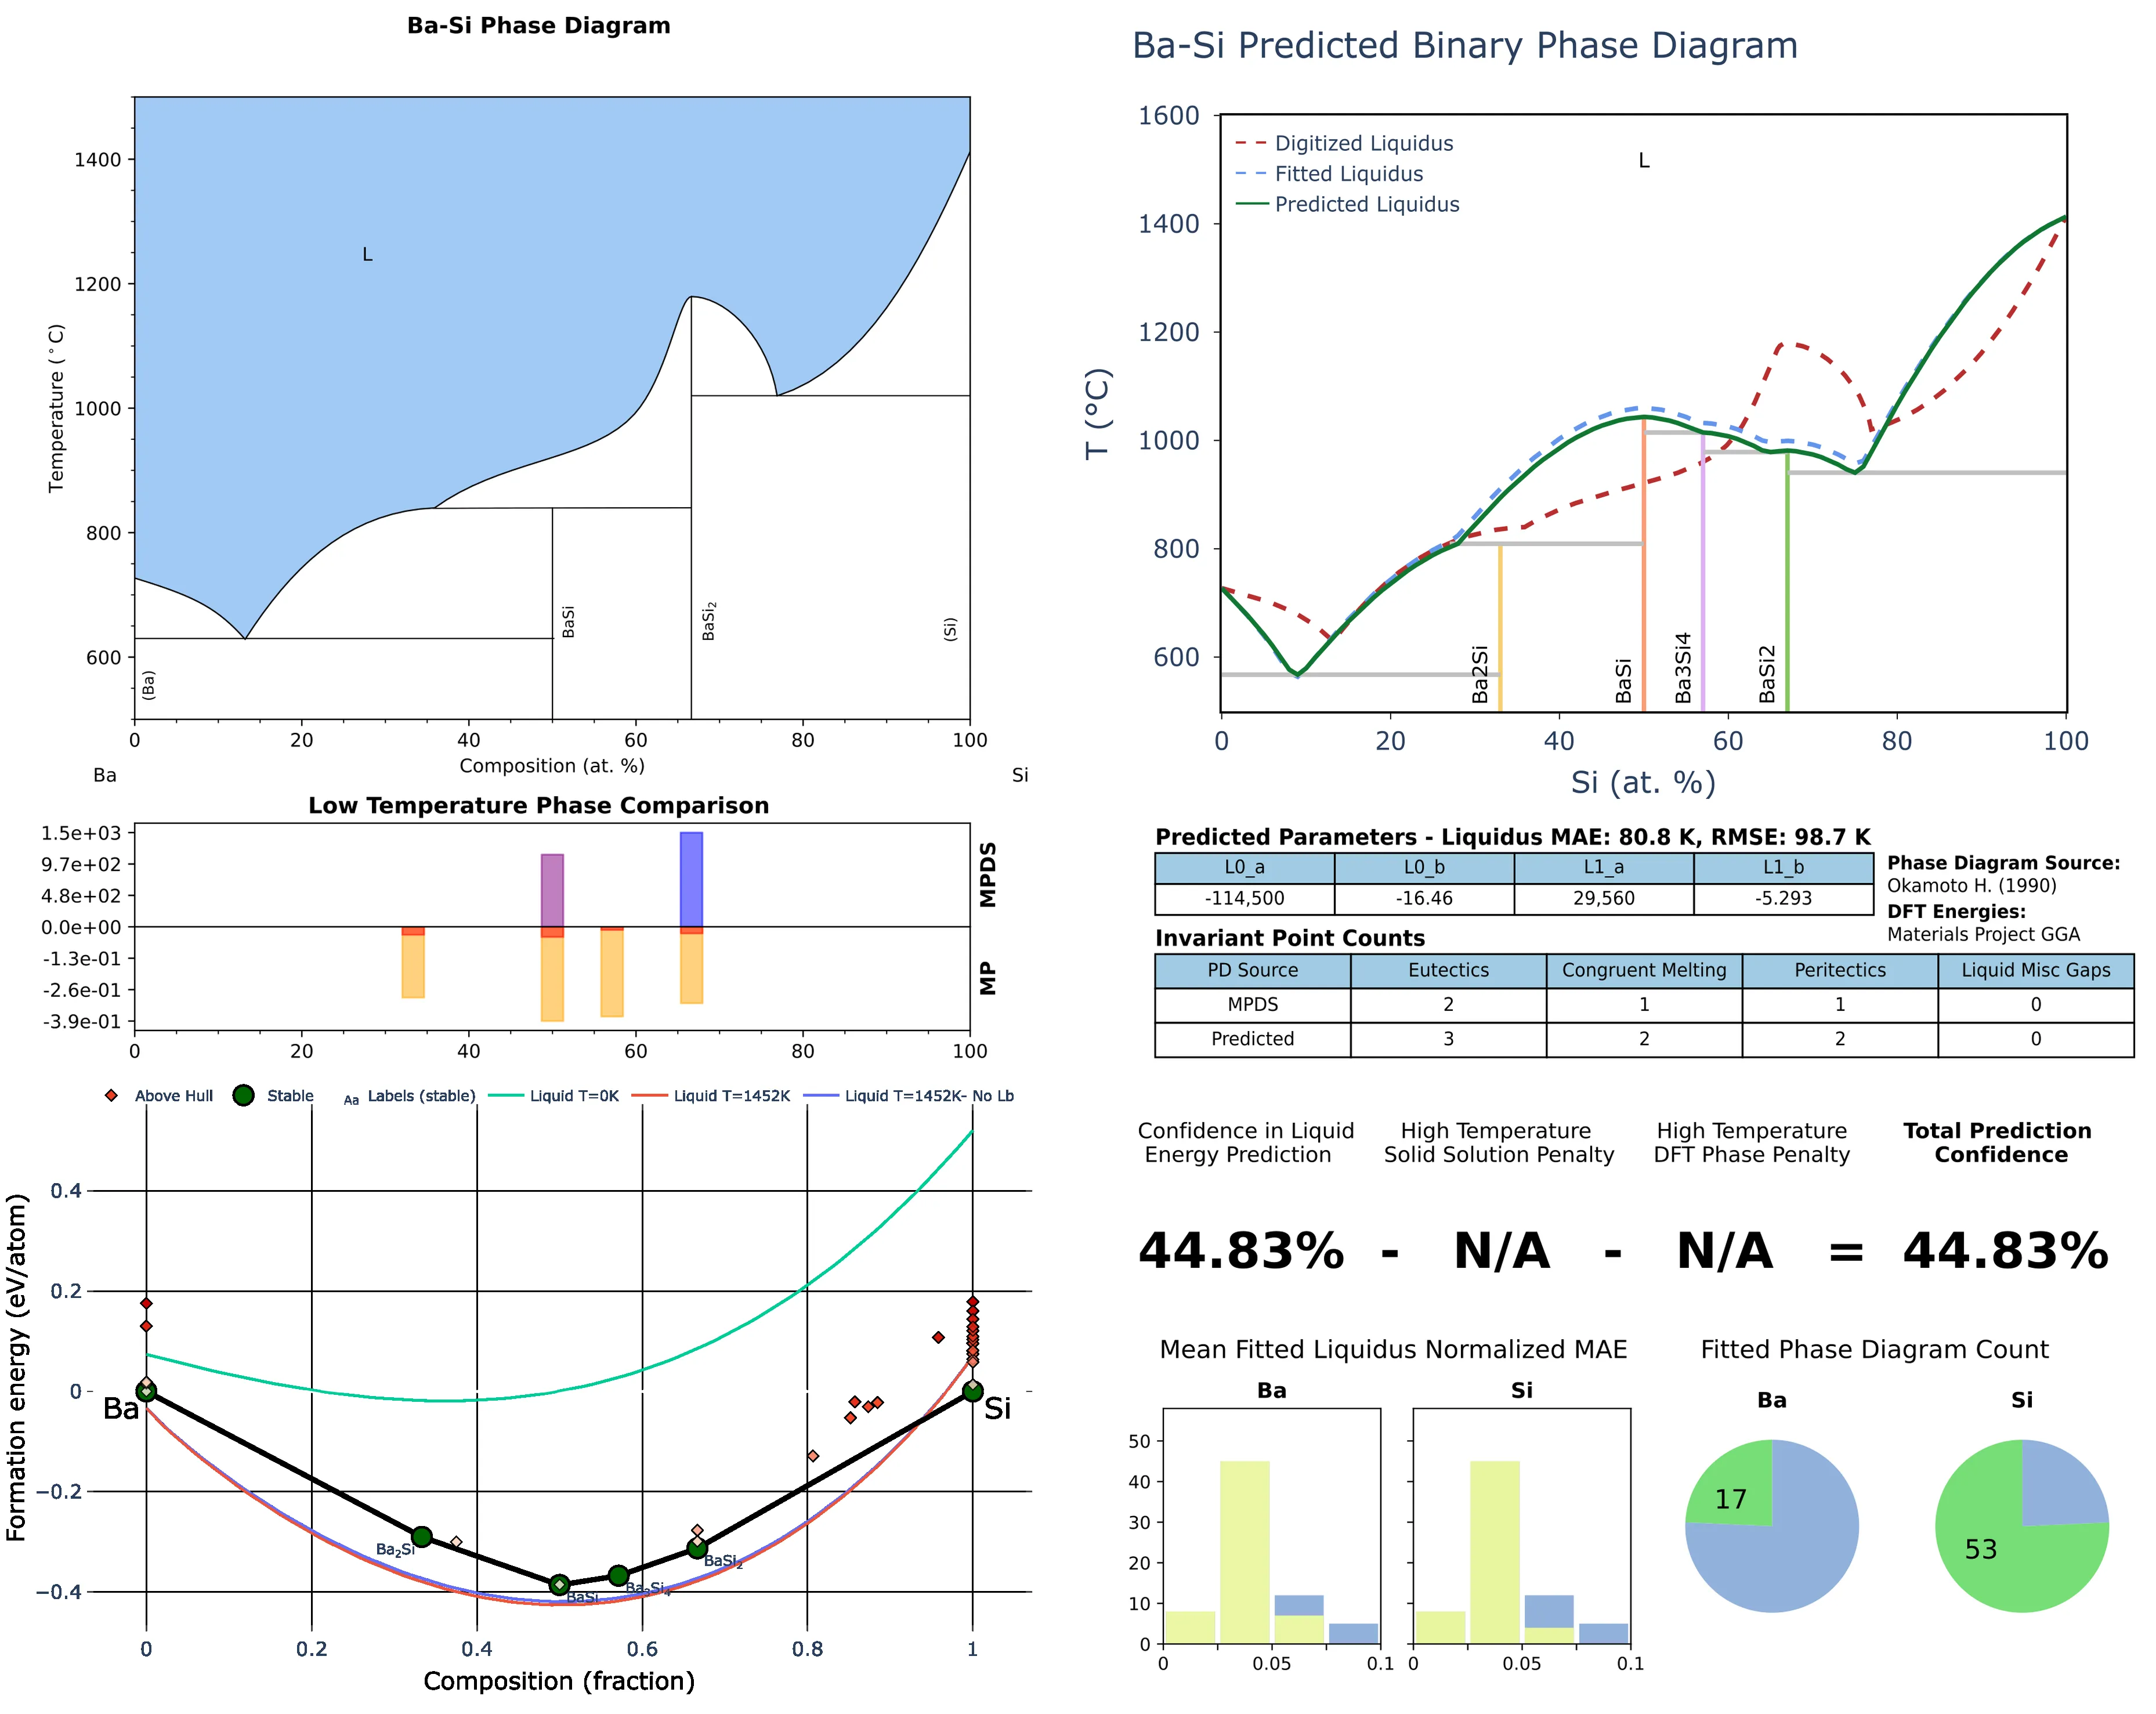 Ba-Si Phase Diagram
Temperature (°C)
1400
1200
1000
800
600
L
(Ba)
BaSi
BaSi₂
(Si)
0 20 40 60 80 100
Composition (at. %)
Ba Si
Low Temperature Phase Comparison
1.5e+03
9.7e+02
4.8e+02
0.0e+00
-1.3e-01
-2.6e-01
-3.9e-01
MPDS
MP
0 20 40 60 80 100
Above Hull Stable Aa Labels (stable) Liquid T=0K Liquid T=1452K Liquid T=1452K- No Lb
Formation energy (eV/atom)
0.4
0.2
0
−0.2
−0.4
Ba Si
Ba₂Si
BaSi
Ba₃Si₄
BaSi₂
0 0.2 0.4 0.6 0.8 1
Composition (fraction)
Ba-Si Predicted Binary Phase Diagram
T (°C)
1600
1400
1200
1000
800
600
Digitized Liquidus
Fitted Liquidus
Predicted Liquidus
L
Ba2Si
BaSi
Ba3Si4
BaSi2
0 20 40 60 80 100
Si (at. %)
Predicted Parameters - Liquidus MAE: 80.8 K, RMSE: 98.7 K
L0_a L0_b L1_a L1_b
-114,500 -16.46 29,560 -5.293
Phase Diagram Source:
Okamoto H. (1990)
DFT Energies:
Materials Project GGA
Invariant Point Counts
PD Source Eutectics Congruent Melting Peritectics Liquid Misc Gaps
MPDS 2 1 1 0
Predicted 3 2 2 0
Confidence in Liquid
Energy Prediction
High Temperature
Solid Solution Penalty
High Temperature
DFT Phase Penalty
Total Prediction
Confidence
44.83% - N/A - N/A = 44.83%
Mean Fitted Liquidus Normalized MAE
Ba Si
50
40
30
20
10
0
0 0.05 0.1 0 0.05 0.1
Fitted Phase Diagram Count
Ba Si
17
53